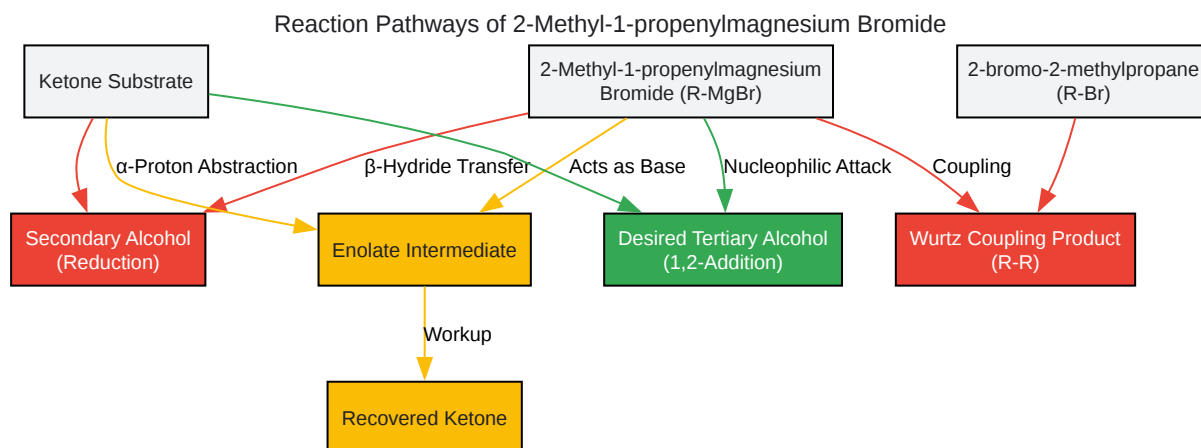 Reaction Pathways of 2-Methyl-1-propenylmagnesium Bromide
Ketone Substrate
2-Methyl-1-propenylmagnesium
Bromide (R-MgBr)
2-bromo-2-methylpropane
(R-Br)
α-Proton Abstraction
β-Hydride Transfer
Acts as Base
Nucleophilic Attack
Coupling
Secondary Alcohol
(Reduction)
Enolate Intermediate
Desired Tertiary Alcohol
(1,2-Addition)
Wurtz Coupling Product
(R-R)
Workup
Recovered Ketone